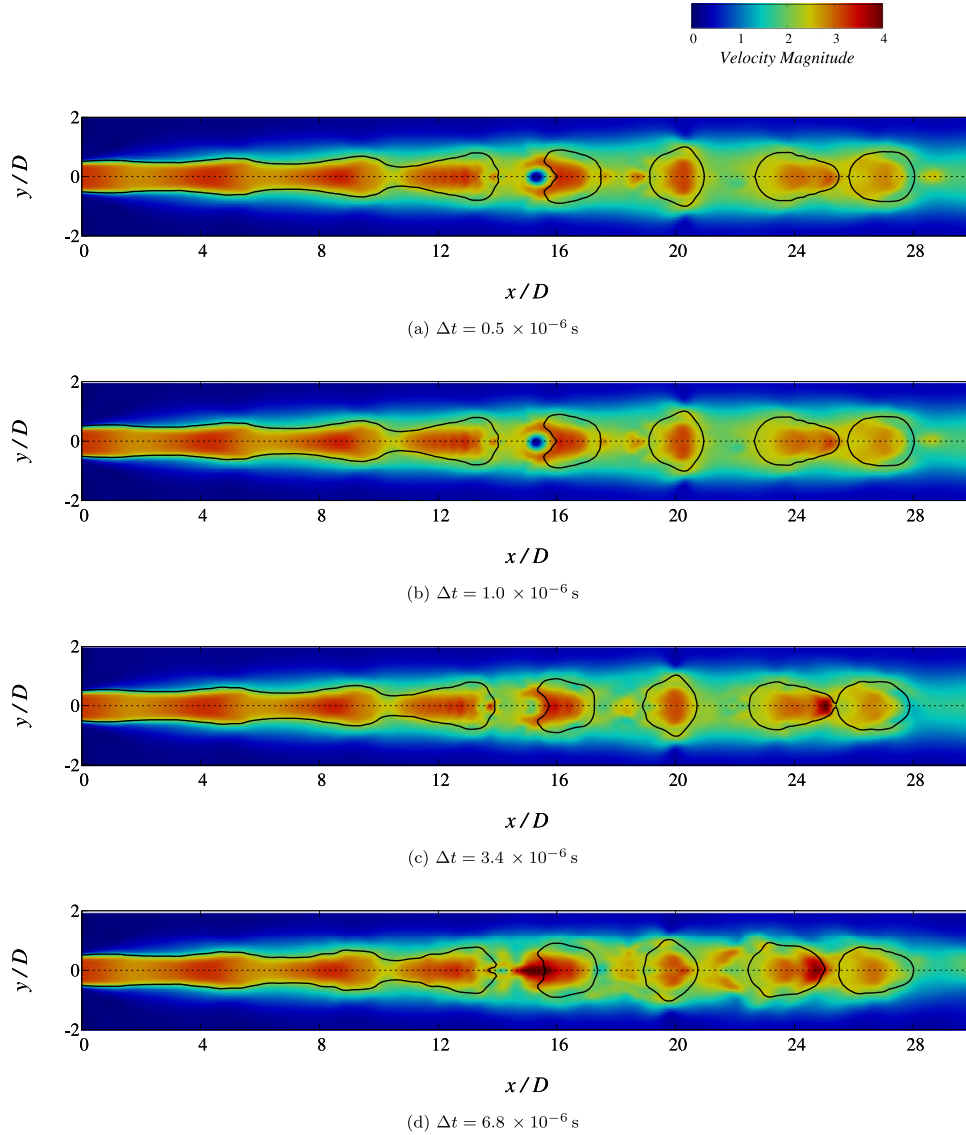 0 1 2 3 4
Velocity Magnitude
2
y / D
0
-2
0 4 8 12 16 20 24 28
x / D
(a) Δt = 0.5 × 10⁻⁶ s
2
y / D
0
-2
0 4 8 12 16 20 24 28
x / D
(b) Δt = 1.0 × 10⁻⁶ s
2
y / D
0
-2
0 4 8 12 16 20 24 28
x / D
(c) Δt = 3.4 × 10⁻⁶ s
2
y / D
0
-2
0 4 8 12 16 20 24 28
x / D
(d) Δt = 6.8 × 10⁻⁶ s